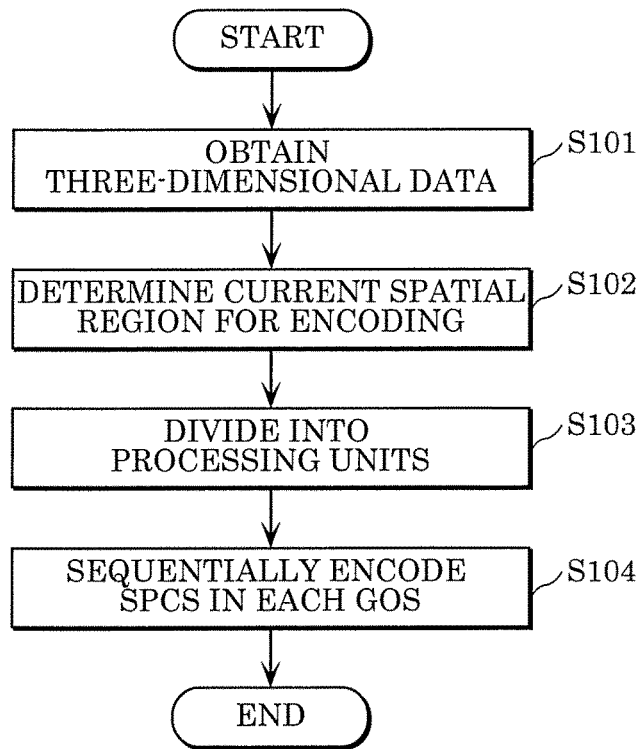 START
OBTAIN
THREE-DIMENSIONAL DATA
S101
DETERMINE CURRENT SPATIAL
REGION FOR ENCODING
S102
DIVIDE INTO
PROCESSING UNITS
S103
SEQUENTIALLY ENCODE
SPCS IN EACH GOS
S104
END